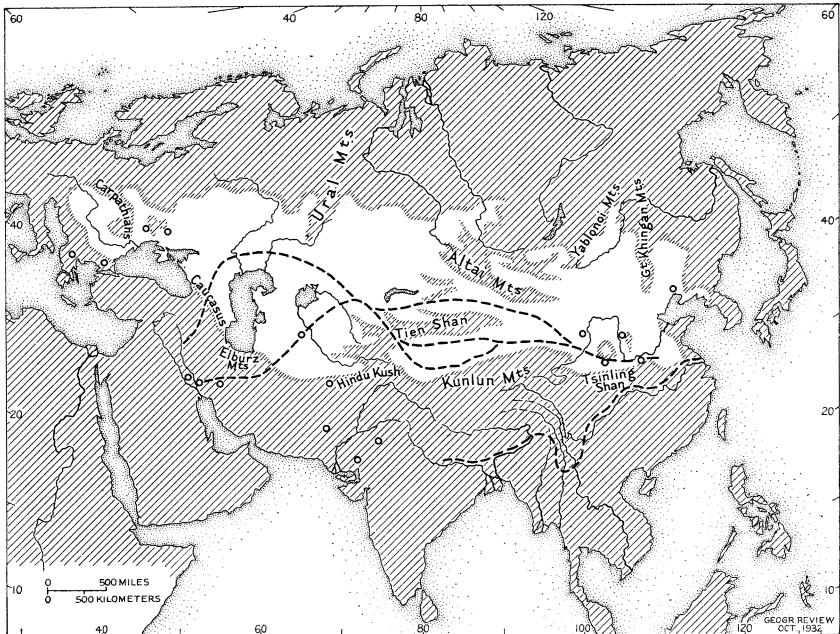 60 40 80 120 60
Ural Mts
Carpathians
Yablonoi Mts
Gt Khingan Mts
40 40
Altai Mts
Caucasus
Tien Shan
Elburz
Mts
Hindu Kush
Kunlun Mts
Tsinling
Shan
20 20
10 10
0 500 MILES
0 500 KILOMETERS
40 60 80 100 120
GEOGR. REVIEW
OCT., 1932